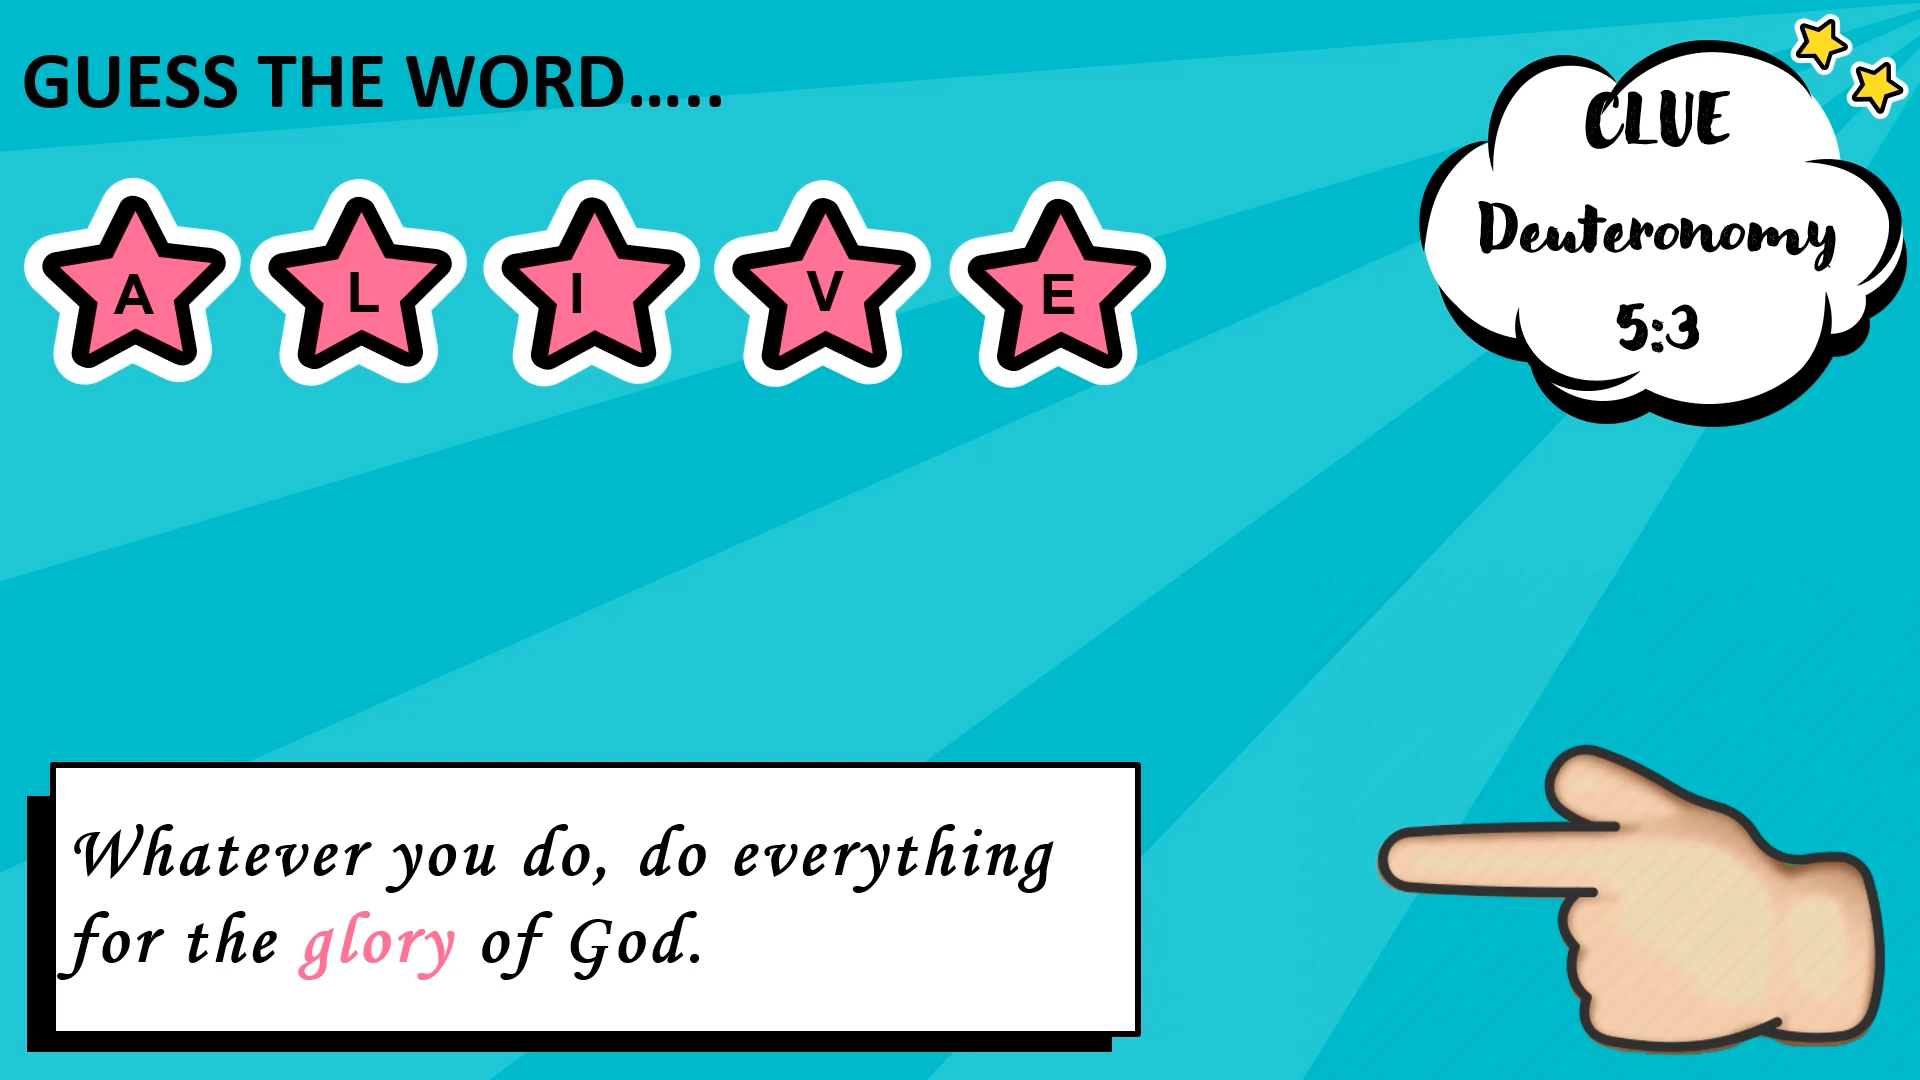 GUESS THE WORD.....
A L I V E
CLUE
Deuteronomy
5:3
Whatever you do, do everything
for the glory of God.